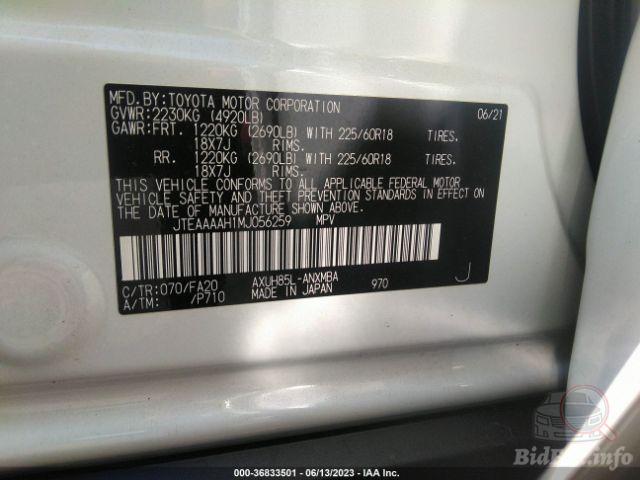 MFD.BY:TOYOTA MOTOR CORPORATION 06/21
GVWR:2230KG (4920LB)
GAWR:FRT. 1220KG (2690LB) WITH 225/60R18 TIRES.
18X7J RIMS.
RR. 1220KG (2690LB) WITH 225/60R18 TIRES.
18X7J RIMS.
THIS VEHICLE CONFORMS TO ALL APPLICABLE FEDERAL MOTOR
VEHICLE SAFETY AND THEFT PREVENTION STANDARDS IN EFFECT ON
THE DATE OF MANUFACTURE SHOWN ABOVE.
JTEAAAAH1MJ056259 MPV
C/TR:070/FA20 AXUH85L-ANXMBA 970 J
A/TM: /P710 MADE IN JAPAN
BidFax.info
000-36833501 - 06/13/2023 - IAA Inc.